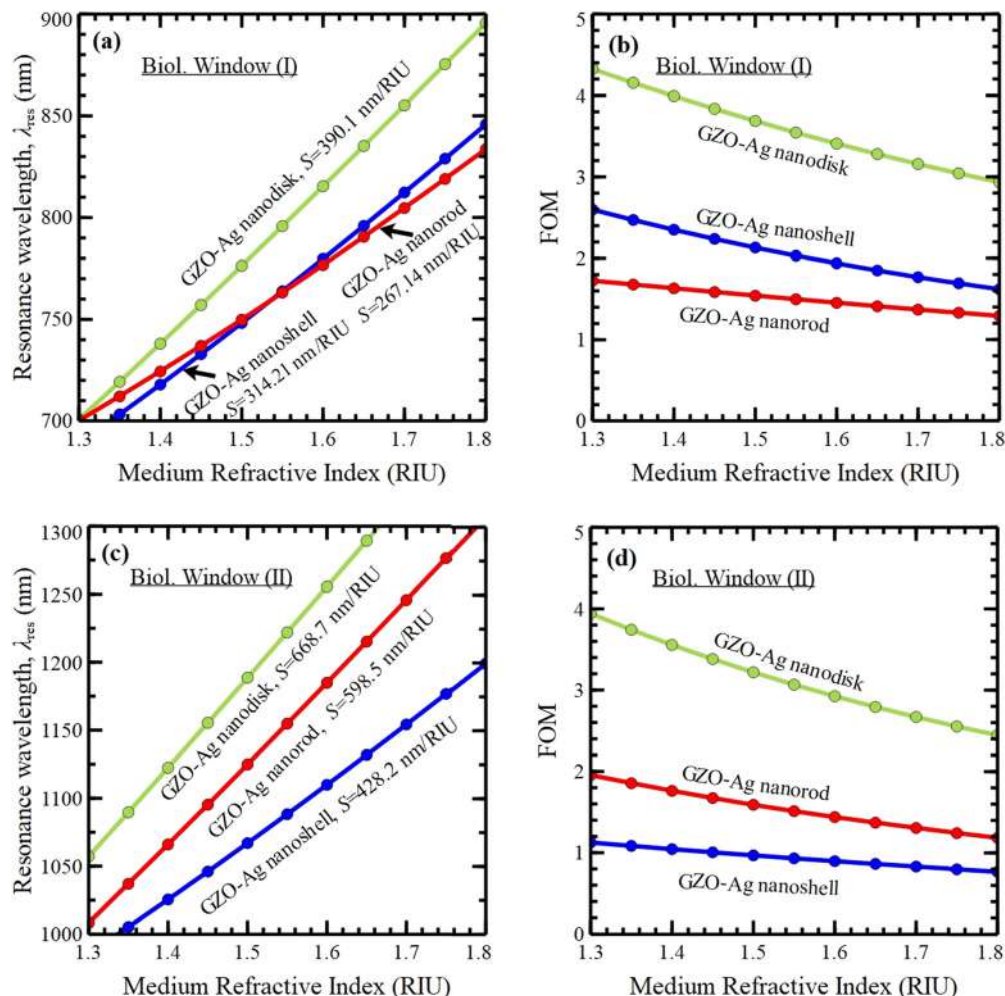 (a)
Biol. Window (I)
Resonance wavelength, λres (nm)
900
850
800
750
700
GZO-Ag nanodisk, S=390.1 nm/RIU
GZO-Ag nanorod
S=267.14 nm/RIU
GZO-Ag nanoshell
S=314.21 nm/RIU
1.3 1.4 1.5 1.6 1.7 1.8
Medium Refractive Index (RIU)
(b)
Biol. Window (I)
FOM
5
4
3
2
1
0
GZO-Ag nanodisk
GZO-Ag nanoshell
GZO-Ag nanorod
1.3 1.4 1.5 1.6 1.7 1.8
Medium Refractive Index (RIU)
(c)
Biol. Window (II)
Resonance wavelength, λres (nm)
1300
1250
1200
1150
1100
1050
1000
GZO-Ag nanodisk, S=668.7 nm/RIU
GZO-Ag nanorod, S=598.5 nm/RIU
GZO-Ag nanoshell, S=428.2 nm/RIU
1.3 1.4 1.5 1.6 1.7 1.8
Medium Refractive Index (RIU)
(d)
Biol. Window (II)
FOM
5
4
3
2
1
0
GZO-Ag nanodisk
GZO-Ag nanorod
GZO-Ag nanoshell
1.3 1.4 1.5 1.6 1.7 1.8
Medium Refractive Index (RIU)